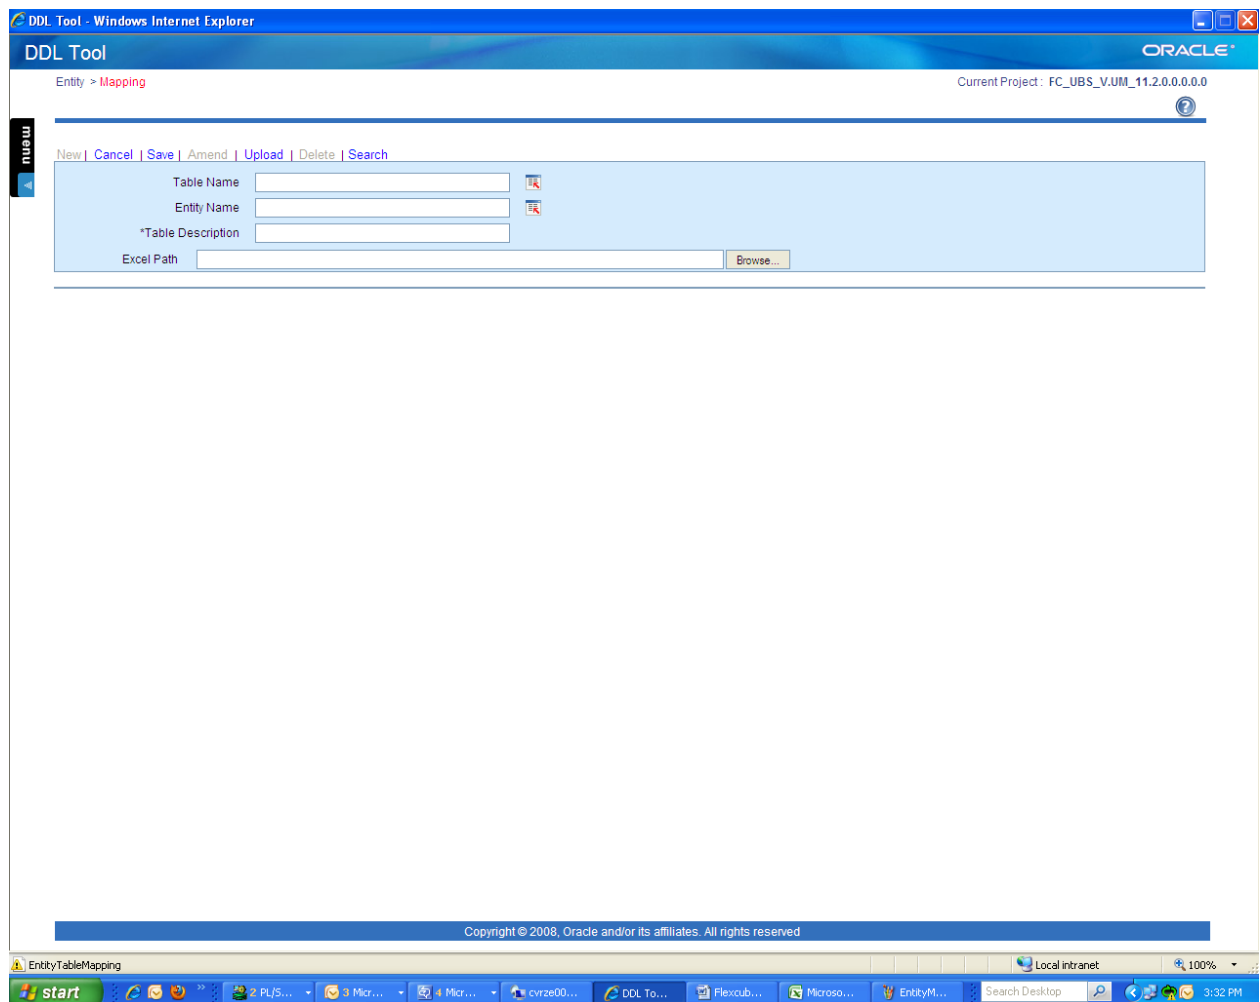 DDL Tool - Windows Internet Explorer
DDL Tool
ORACLE
Entity > Mapping
Current Project : FC_UBS_V.UM_11.2.0.0.0.0.0
menu
New | Cancel | Save | Amend | Upload | Delete | Search
Table Name
Entity Name
*Table Description
Excel Path
Browse...
Copyright © 2008, Oracle and/or its affiliates. All rights reserved
EntityTableMapping
Local intranet
100%
start
2 PL/S...
3 Micr...
4 Micr...
cvrze00...
DDL To...
Flexcub...
Microso...
EntityM...
Search Desktop
3:32 PM